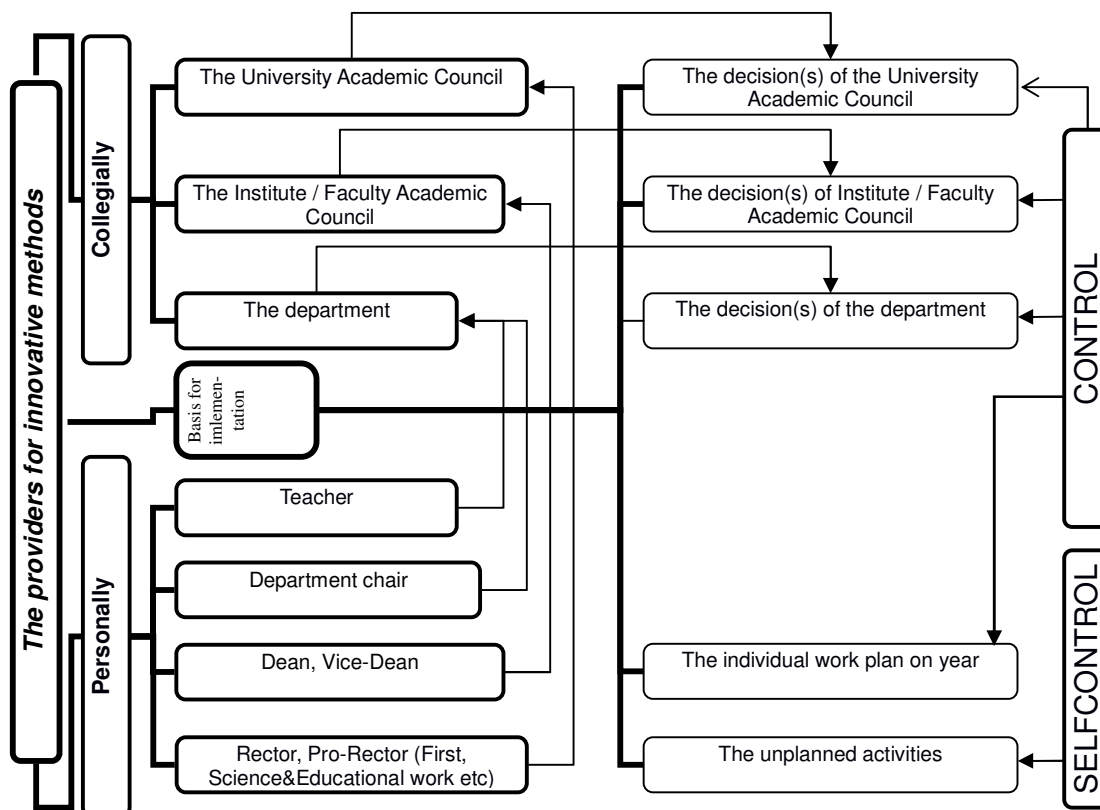 The providers for innovative methods
Collegially
The University Academic Council
The Institute / Faculty Academic
Council
The department
Basis for
imlemen-
tation
Personally
Teacher
Department chair
Dean, Vice-Dean
Rector, Pro-Rector (First,
Science&Educational work etc)
The decision(s) of the University
Academic Council
The decision(s) of Institute / Faculty
Academic Council
The decision(s) of the department
The individual work plan on year
The unplanned activities
CONTROL
SELFCONTROL